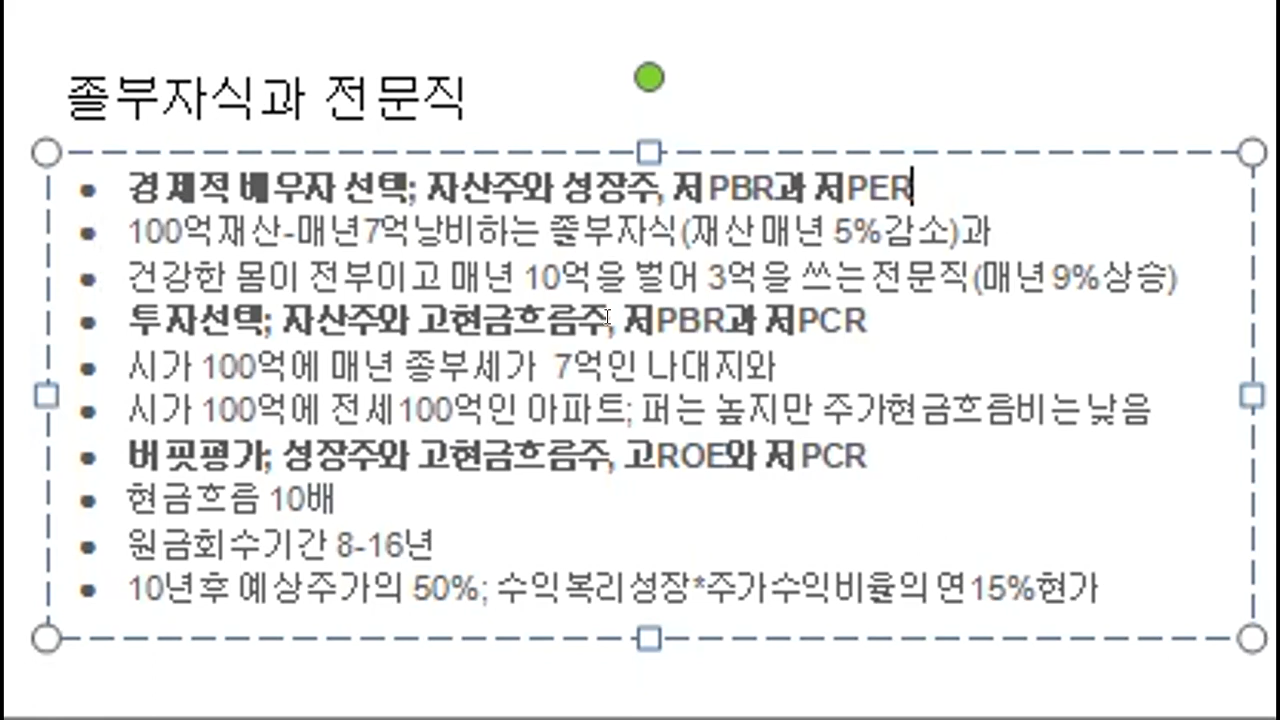 졸부자식과 전문직
경제적 배우자 선택; 자산주와 성장주, 저PBR과 저PER
100억재산-매년7억낭비하는 졸부자식(재산매년 5%감소)과
건강한 몸이 전부이고 매년 10억을 벌어 3억을 쓰는전문직(매년9%상승)
투자선택; 자산주와 고현금흐름주, 저PBR과 저PCR
시가 100억에 매년 종부세가 7억인 나대지와
시가 100억에 전세100억인 아파트; 퍼는 높지만 주가현금흐름비는낮음
버핏평가; 성장주와 고현금흐름주, 고ROE와 저PCR
현금흐름 10배
원금회수기간 8-16년
10년후 예상주가의 50%; 수익복리성장*주가수익비율의 연15%현가